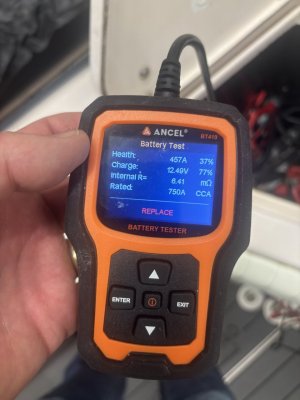 ANCEL®
BT410
Battery Test
Health: 457A 37%
Charge: 12.49V 77%
Internal R= 6.41 mΩ
Rated: 750A CCA
REPLACE
BATTERY TESTER
ENTER EXIT